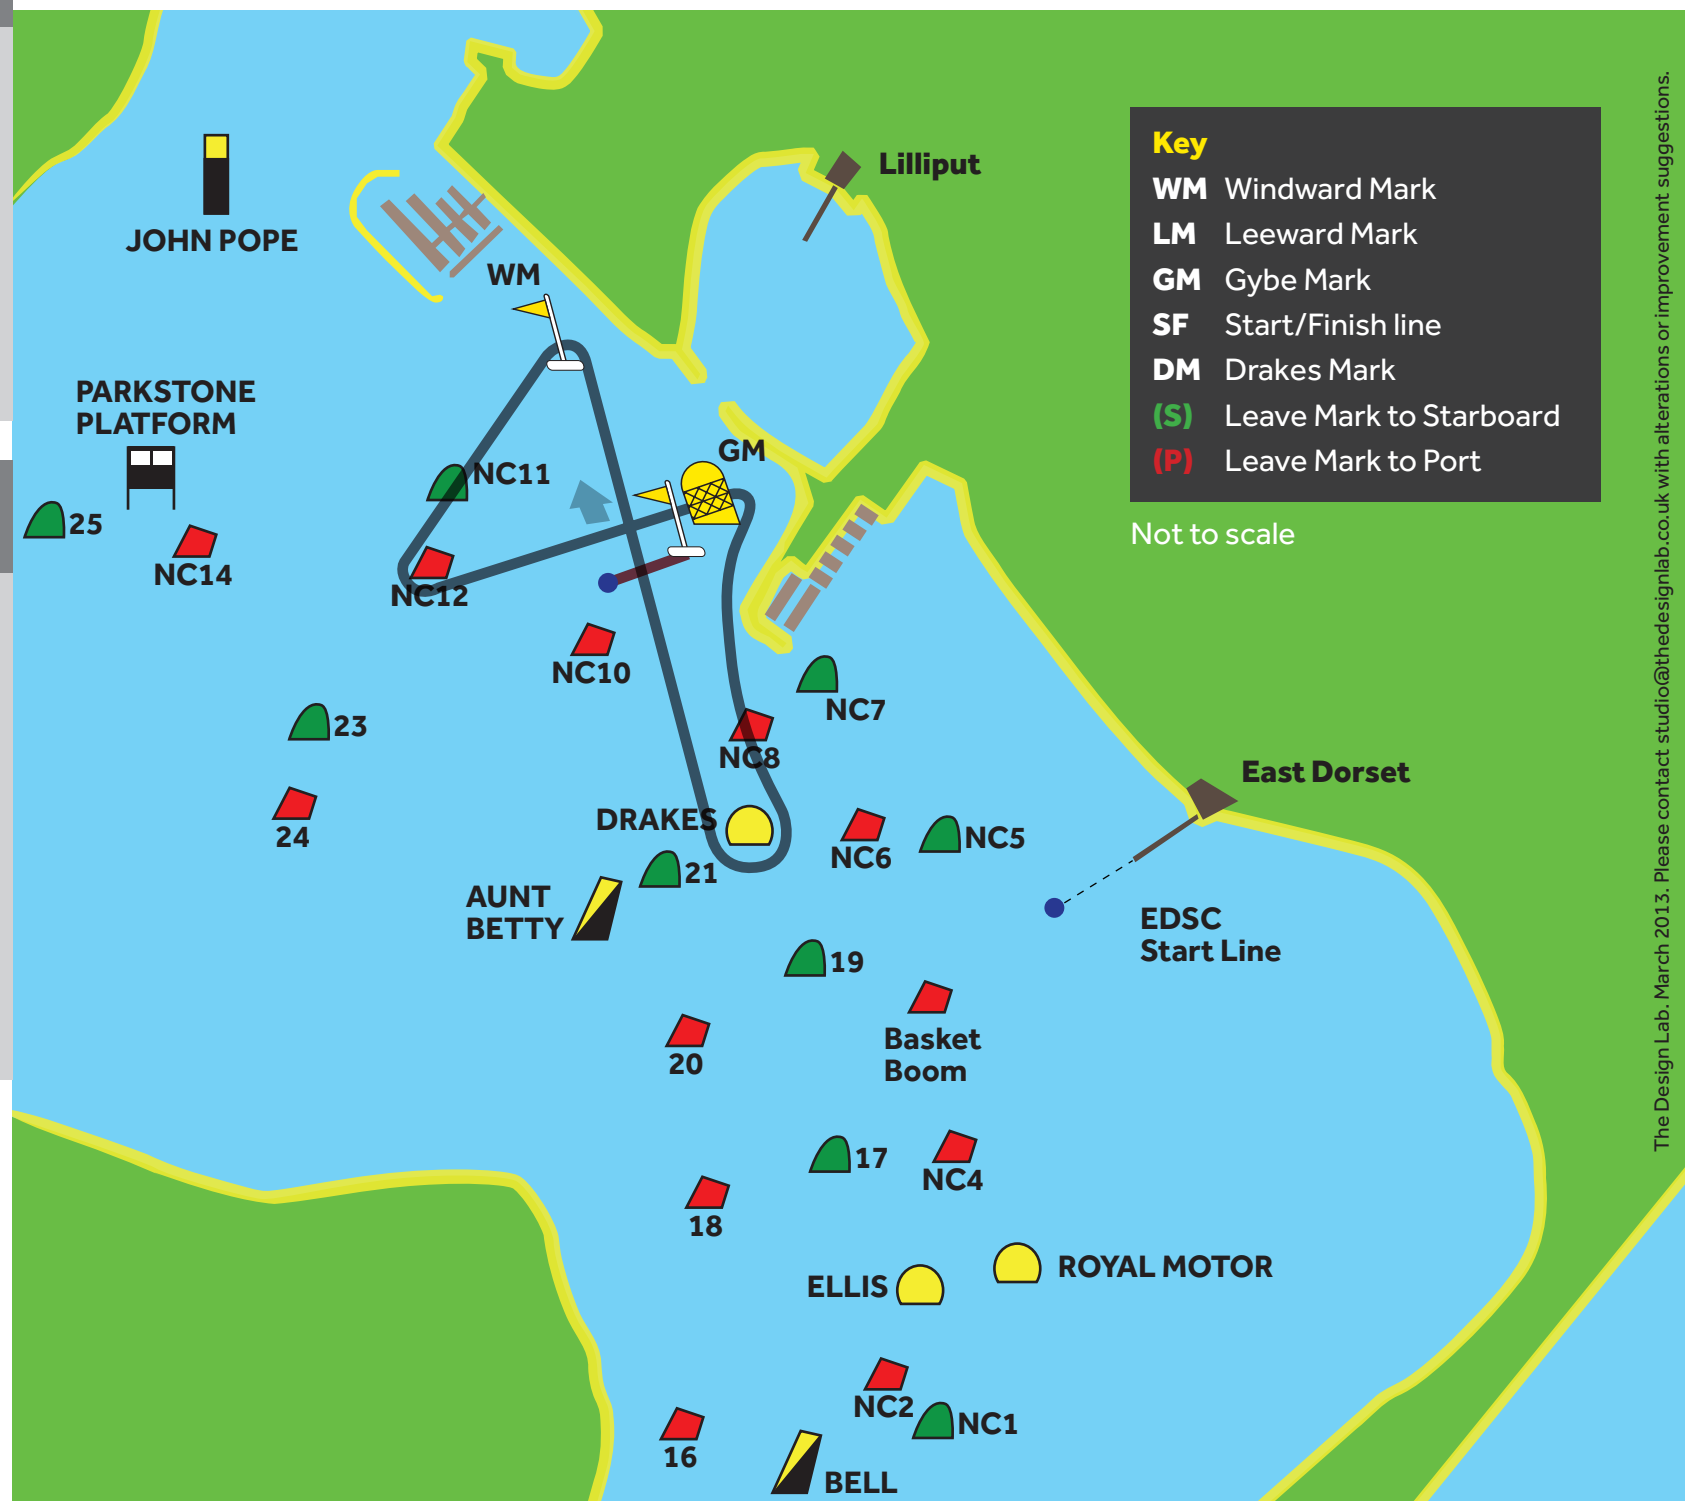 Lilliput
Key
WM Windward Mark
LM Leeward Mark
GM Gybe Mark
SF Start/Finish line
DM Drakes Mark
(S) Leave Mark to Starboard
(P) Leave Mark to Port
Not to scale
JOHN POPE
WM
PARKSTONE
PLATFORM
GM
NC11
25
NC14
NC12
NC10
NC7
23
NC8
East Dorset
24
DRAKES
NC6
NC5
21
AUNT
BETTY
EDSC
Start Line
19
Basket
Boom
20
17
NC4
18
ROYAL MOTOR
ELLIS
NC2
NC1
16
BELL
The Design Lab. March 2013. Please contact studio@thedesignlab.co.uk with alterations or improvement suggestions.